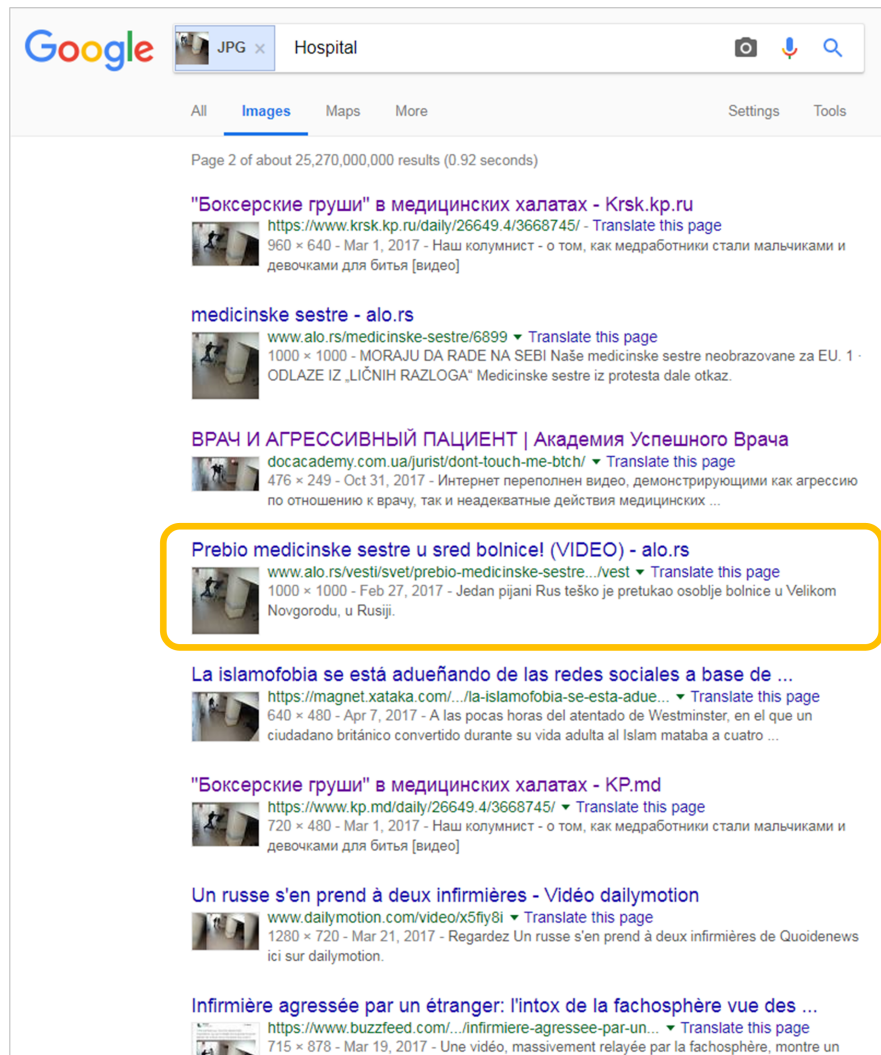 Google JPG × Hospital
All Images Maps More Settings Tools
Page 2 of about 25,270,000,000 results (0.92 seconds)
"Боксерские груши" в медицинских халатах - Krsk.kp.ru
https://www.krsk.kp.ru/daily/26649.4/3668745/ - Translate this page
960 × 640 - Mar 1, 2017 - Наш колумнист - о том, как медработники стали мальчиками и
девочками для битья [видео]
medicinske sestre - alo.rs
www.alo.rs/medicinske-sestre/6899 ▼ Translate this page
1000 × 1000 - MORAJU DA RADE NA SEBI Naše medicinske sestre neobrazovane za EU. 1 ·
ODLAZE IZ „LIČNIH RAZLOGA“ Medicinske sestre iz protesta dale otkaz.
ВРАЧ И АГРЕССИВНЫЙ ПАЦИЕНТ | Академия Успешного Врача
docacademy.com.ua/jurist/dont-touch-me-btch/ ▼ Translate this page
476 × 249 - Oct 31, 2017 - Интернет переполнен видео, демонстрирующими как агрессию
по отношению к врачу, так и неадекватные действия медицинских ...
Prebio medicinske sestre u sred bolnice! (VIDEO) - alo.rs
www.alo.rs/vesti/svet/prebio-medicinske-sestre.../vest ▼ Translate this page
1000 × 1000 - Feb 27, 2017 - Jedan pijani Rus teško je pretukao osoblje bolnice u Velikom
Novgorodu, u Rusiji.
La islamofobia se está adueñando de las redes sociales a base de ...
https://magnet.xataka.com/.../la-islamofobia-se-esta-adue... ▼ Translate this page
640 × 480 - Apr 7, 2017 - A las pocas horas del atentado de Westminster, en el que un
ciudadano británico convertido durante su vida adulta al Islam mataba a cuatro ...
"Боксерские груши" в медицинских халатах - KP.md
https://www.kp.md/daily/26649.4/3668745/ ▼ Translate this page
720 × 480 - Mar 1, 2017 - Наш колумнист - о том, как медработники стали мальчиками и
девочками для битья [видео]
Un russe s'en prend à deux infirmières - Vidéo dailymotion
www.dailymotion.com/video/x5fiy8i ▼ Translate this page
1280 × 720 - Mar 21, 2017 - Regardez Un russe s'en prend à deux infirmières de Quoidenews
ici sur dailymotion.
Infirmière agressée par un étranger: l'intox de la fachosphère vue des ...
https://www.buzzfeed.com/.../infirmiere-agressee-par-un... ▼ Translate this page
715 × 878 - Mar 19, 2017 - Une vidéo, massivement relayée par la fachosphère, montre un